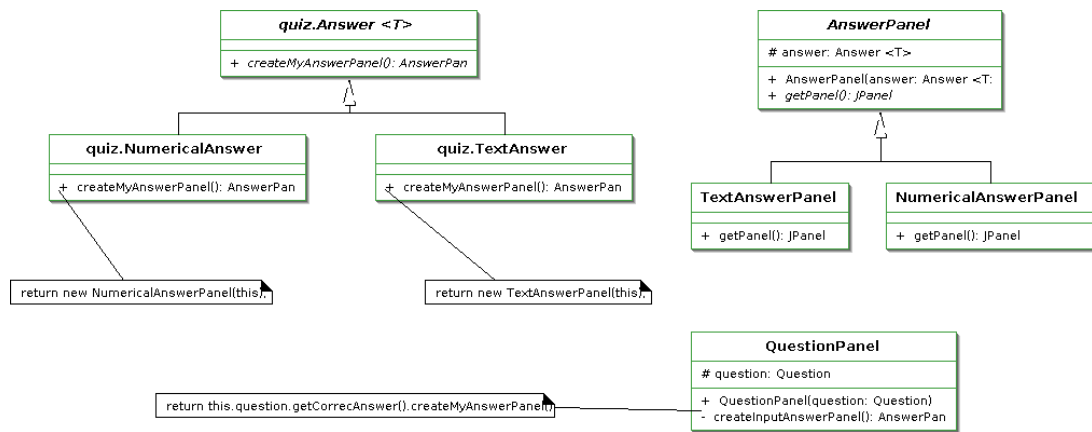 quiz.Answer <T>
+ createMyAnswerPanel(): AnswerPan
AnswerPanel
# answer: Answer <T>
+ AnswerPanel(answer: Answer <T:
+ getPanel(): JPanel
quiz.NumericalAnswer
+ createMyAnswerPanel(): AnswerPan
quiz.TextAnswer
+ createMyAnswerPanel(): AnswerPan
TextAnswerPanel
+ getPanel(): JPanel
NumericalAnswerPanel
+ getPanel(): JPanel
return new NumericalAnswerPanel(this);
return new TextAnswerPanel(this);
QuestionPanel
# question: Question
+ QuestionPanel(question: Question)
- createInputAnswerPanel(): AnswerPan
return this.question.getCorrecAnswer().createMyAnswerPanel()